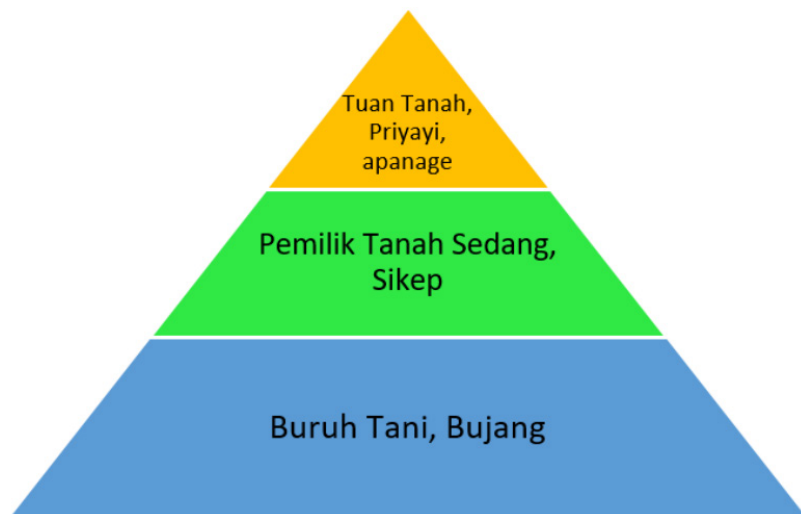 Tuan Tanah,
Priyayi,
apanage
Pemilik Tanah Sedang,
Sikep
Buruh Tani, Bujang